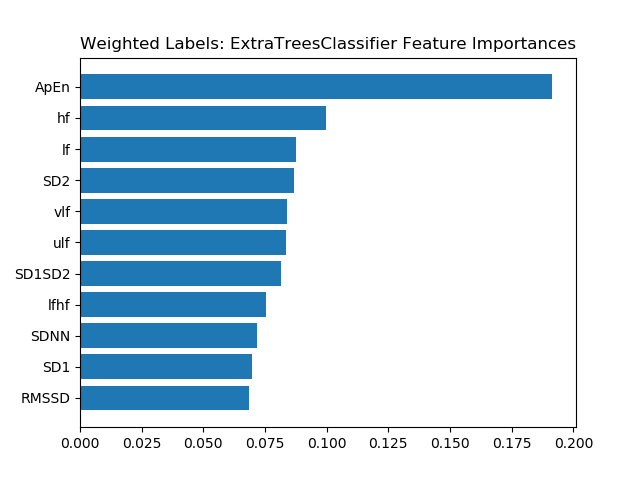 Weighted Labels: ExtraTreesClassifier Feature Importances
ApEn
hf
lf
SD2
vlf
ulf
SD1SD2
lfhf
SDNN
SD1
RMSSD
0.000 0.025 0.050 0.075 0.100 0.125 0.150 0.175 0.200